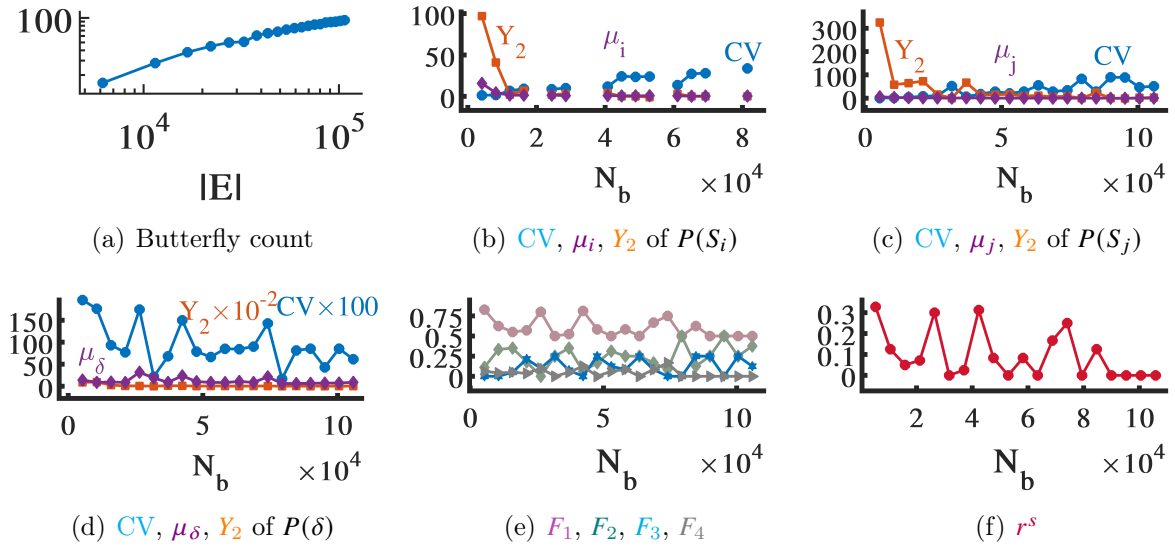 100
10^4
10^5
|E|
(a) Butterfly count
100
50
0
Y_2
μ_i
CV
0
2
4
6
8
N_b
×10^4
(b) CV, μ_i, Y_2 of P(S_i)
300
200
100
0
Y_2
μ_j
CV
0
5
10
N_b
×10^4
(c) CV, μ_j, Y_2 of P(S_j)
150
100
50
0
Y_2×10^-2
CV×100
μ_δ
0
5
10
N_b
×10^4
(d) CV, μ_δ, Y_2 of P(δ)
0.75
0.5
0.25
0
0
5
10
N_b
×10^4
(e) F_1, F_2, F_3, F_4
0.3
0.2
0.1
0
2
4
6
8
10
N_b
×10^4
(f) r^s